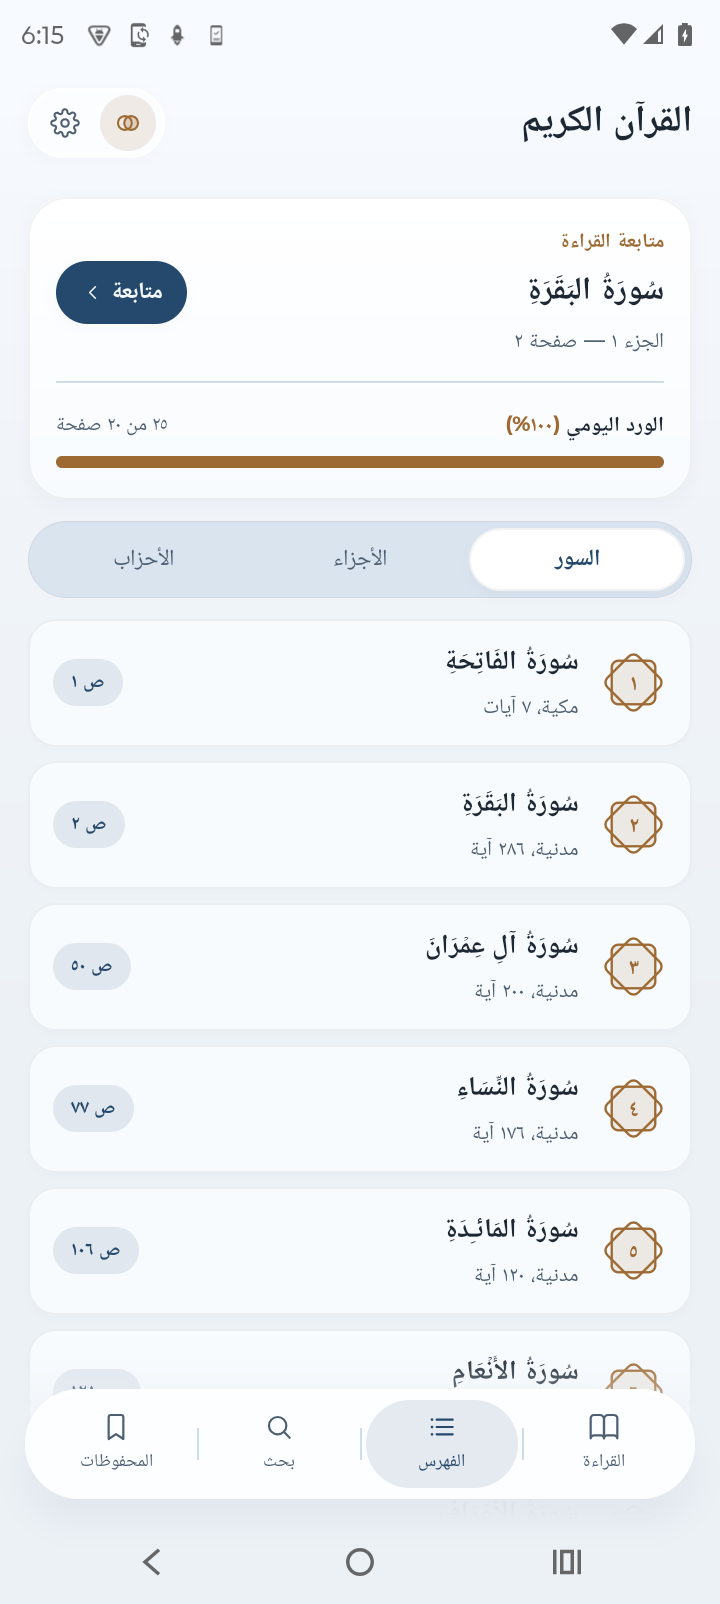 6:15
القرآن الكريم
متابعة القراءة
سُورَةُ البَقَرَةِ
متابعة
الجزء ١ — صفحة ٢
الورد اليومي (١٠٠%)
٢٥ من ٢٠ صفحة
السور
الأجزاء
الأحزاب
١
سُورَةُ الفَاتِحَةِ
مكية، ٧ آيات
ص ١
٢
سُورَةُ البَقَرَةِ
مدنية، ٢٨٦ آية
ص ٢
٣
سُورَةُ آلِ عِمۡرَانَ
مدنية، ٢٠٠ آية
ص ٥٠
٤
سُورَةُ النِّسَاءِ
مدنية، ١٧٦ آية
ص ٧٧
٥
سُورَةُ المَائـِدَةِ
مدنية، ١٢٠ آية
ص ١٠٦
سُورَةُ الأَنۡعَامِ
القراءة
الفهرس
بحث
المحفوظات